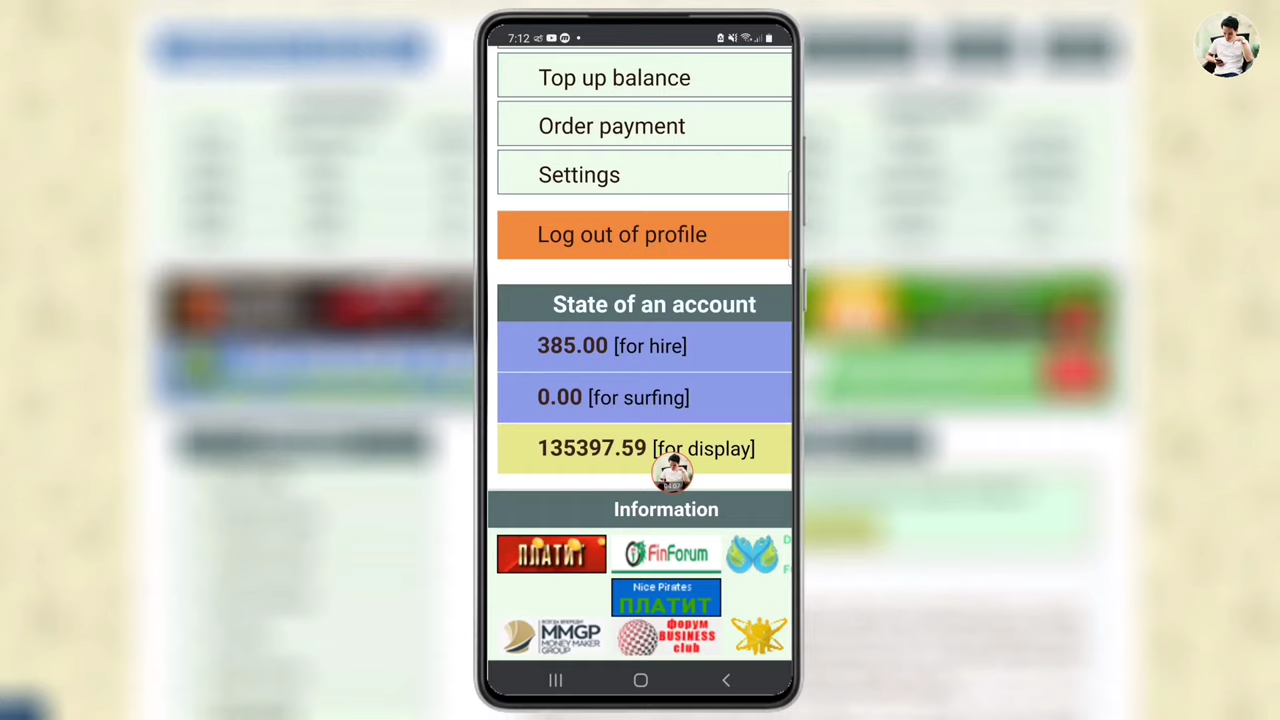 7:12
Top up balance
Order payment
Settings
Log out of profile
State of an account
385.00 [for hire]
0.00 [for surfing]
135397.59 [for display]
04:07
Information
ПЛАТИТ
FinForum
Nice Pirates
ПЛАТИТ
MMGP
MONEY MAKER
GROUP
форум
BUSINESS
club